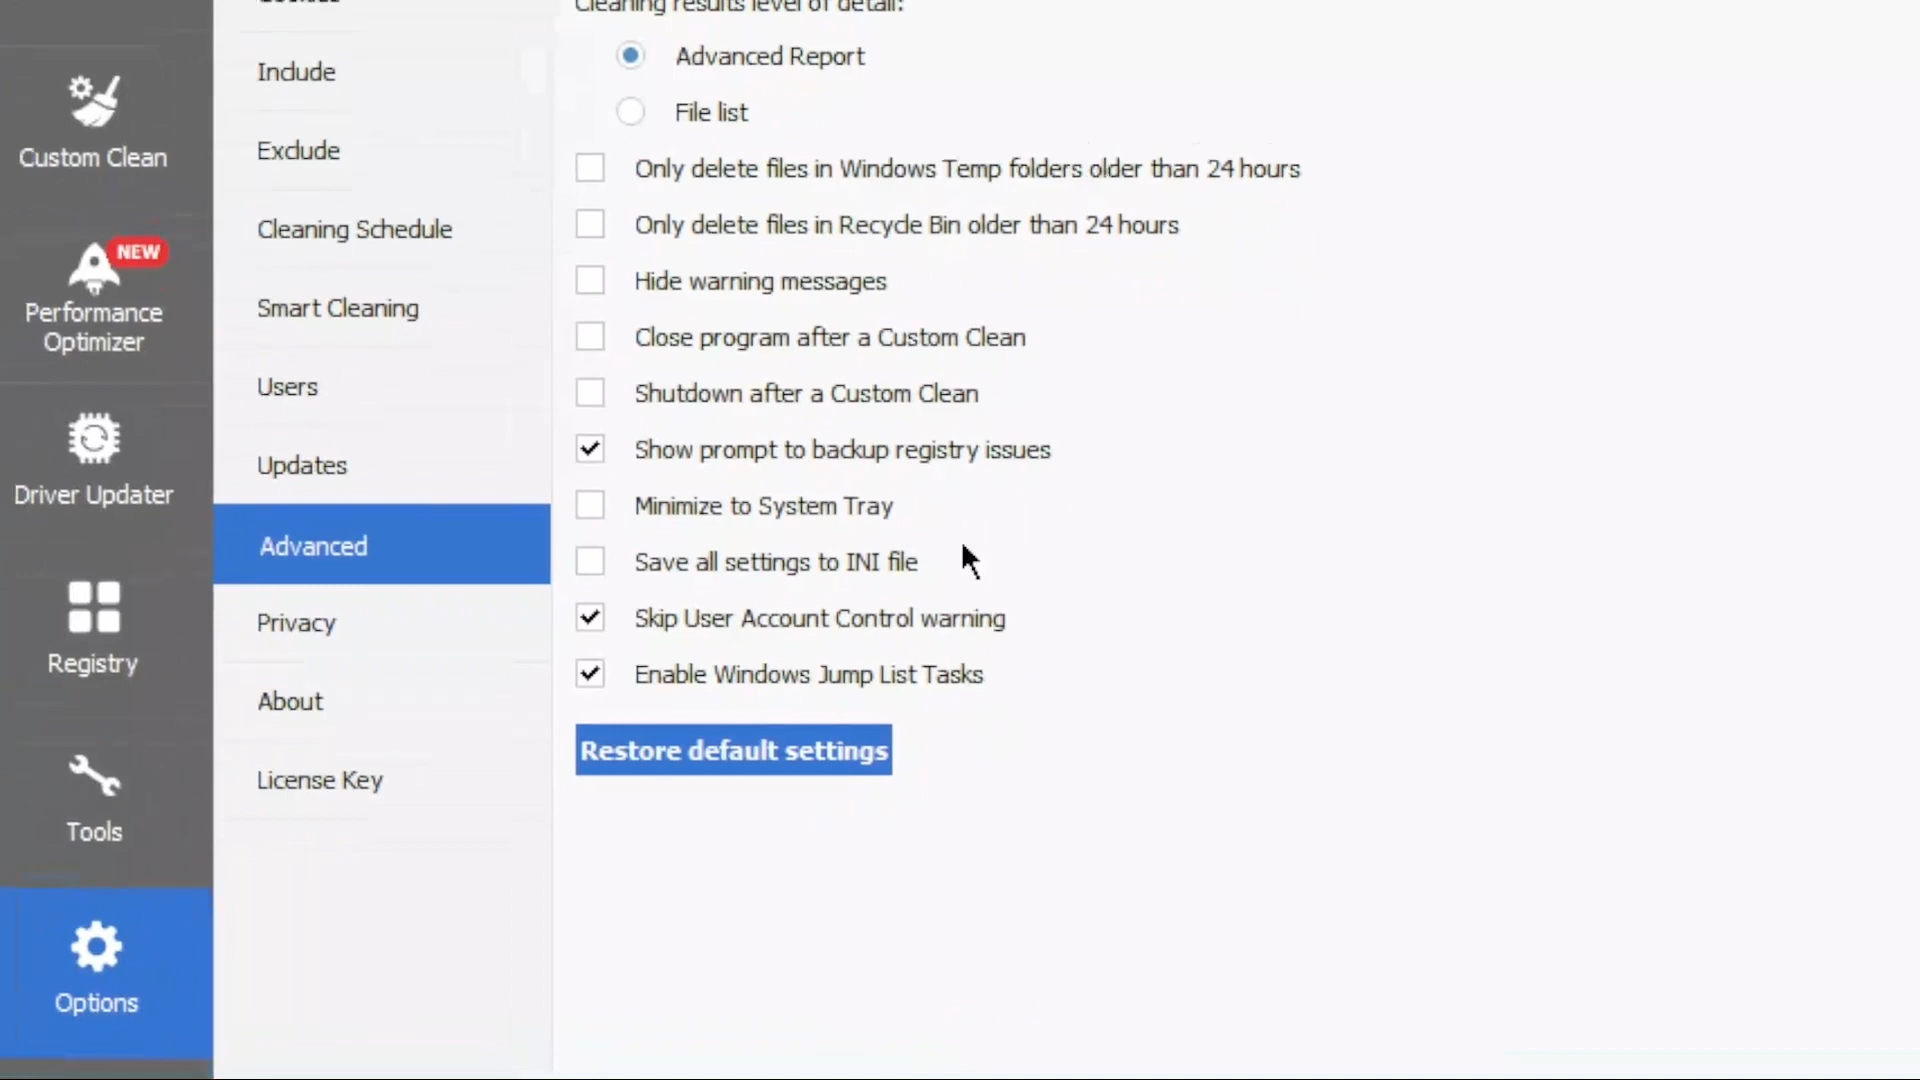 Custom Clean
NEW
Performance
Optimizer
Driver Updater
Registry
Tools
Options
Include
Exclude
Cleaning Schedule
Smart Cleaning
Users
Updates
Advanced
Privacy
About
License Key
Cleaning results level of detail:
Advanced Report
File list
Only delete files in Windows Temp folders older than 24 hours
Only delete files in Recycle Bin older than 24 hours
Hide warning messages
Close program after a Custom Clean
Shutdown after a Custom Clean
Show prompt to backup registry issues
Minimize to System Tray
Save all settings to INI file
Skip User Account Control warning
Enable Windows Jump List Tasks
Restore default settings